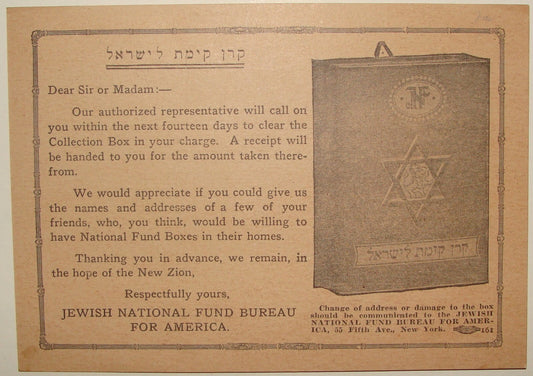 קרן קימת לישראל
Dear Sir or Madam:—
Our authorized representative will call on
you within the next fourteen days to clear the
Collection Box in your charge. A receipt will
be handed to you for the amount taken there-
from.
We would appreciate if you could give us
the names and addresses of a few of your
friends, who, you think, would be willing to
have National Fund Boxes in their homes.
Thanking you in advance, we remain, in
the hope of the New Zion,
Respectfully yours,
JEWISH NATIONAL FUND BUREAU
FOR AMERICA.
קרן קימת לישראל
Change of address or damage to the box
should be communicated to the JEWISH
NATIONAL FUND BUREAU FOR AMER-
ICA, 55 Fifth Ave., New York. 161